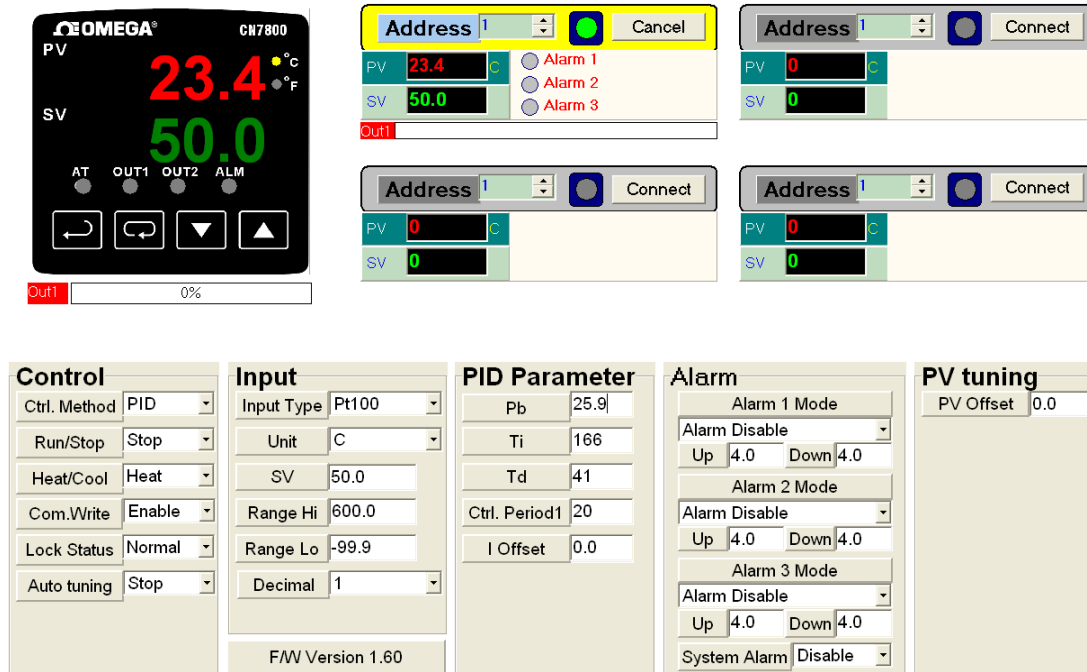 OMEGA® CN7800
PV
23.4 °C
°F
SV
50.0
AT OUT1 OUT2 ALM
Out1 0%
Address 1 Cancel
PV 23.4 C Alarm 1
Alarm 2
SV 50.0 Alarm 3
Out1
Address 1 Connect
PV 0 C
SV 0
Address 1 Connect
PV 0 C
SV 0
Address 1 Connect
PV 0 C
SV 0
Control
Ctrl. Method PID
Run/Stop Stop
Heat/Cool Heat
Com.Write Enable
Lock Status Normal
Auto tuning Stop
Input
Input Type Pt100
Unit C
SV 50.0
Range Hi 600.0
Range Lo -99.9
Decimal 1
F/W Version 1.60
PID Parameter
Pb 25.9
Ti 166
Td 41
Ctrl. Period1 20
I Offset 0.0
Alarm
Alarm 1 Mode
Alarm Disable
Up 4.0 Down 4.0
Alarm 2 Mode
Alarm Disable
Up 4.0 Down 4.0
Alarm 3 Mode
Alarm Disable
Up 4.0 Down 4.0
System Alarm Disable
PV tuning
PV Offset 0.0